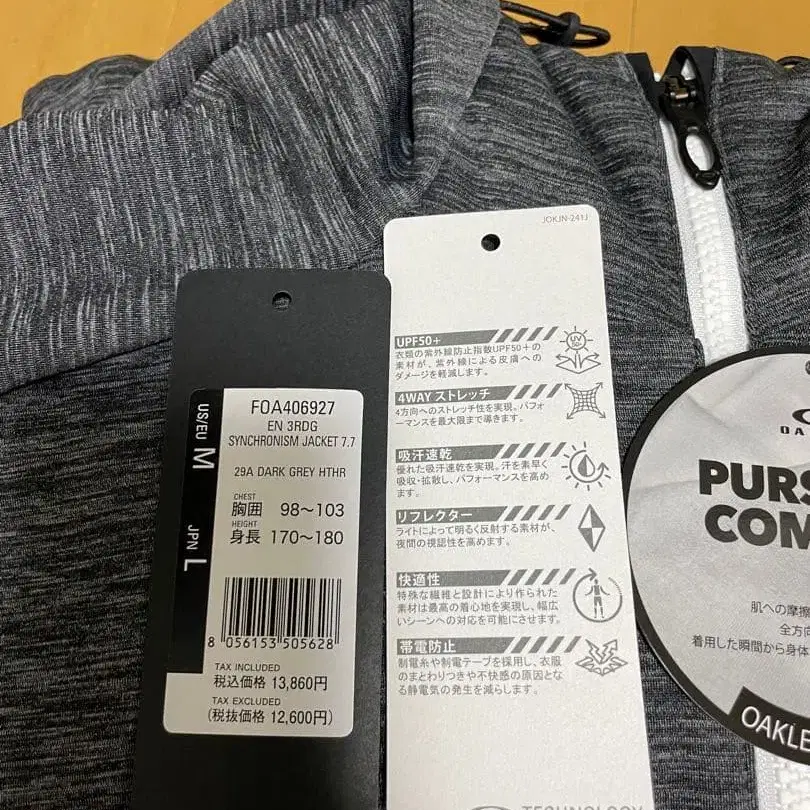 JOKJN-241J
UPF50+
衣類の紫外線防止指数UPF50+の
素材が、紫外線による皮膚への
ダメージを軽減します。
UV
4WAY ストレッチ
4方向へのストレッチ性を実現。パフォ
ーマンスを最大限まで導きます。
吸汗速乾
優れた吸汗速乾を実現。汗を素早く
吸収・拡散し、パフォーマンスを高め
ます。
リフレクター
ライトによって明るく反射する素材が、
夜間の視認性を高めます。
快適性
特殊な繊維と設計により作られた
素材は最高の着心地を実現し、幅広
いシーンへの対応を可能にさせます。
帯電防止
制電糸や制電テープを採用し、衣服
のまとわりつきや不快感の原因とな
る静電気の発生を減らします。
TECHNOLOGY
US/EU M
JPN L
FOA406927
EN 3RDG
SYNCHRONISM JACKET 7.7
29A DARK GREY HTHR
CHEST
胸囲 98~103
HEIGHT
身長 170~180
8 056153 505628
TAX INCLUDED
税込価格 13,860円
TAX EXCLUDED
(税抜価格 12,600円)
OA
PURS
COM
肌への摩擦
全方向
着用した瞬間から身体
OAKLE